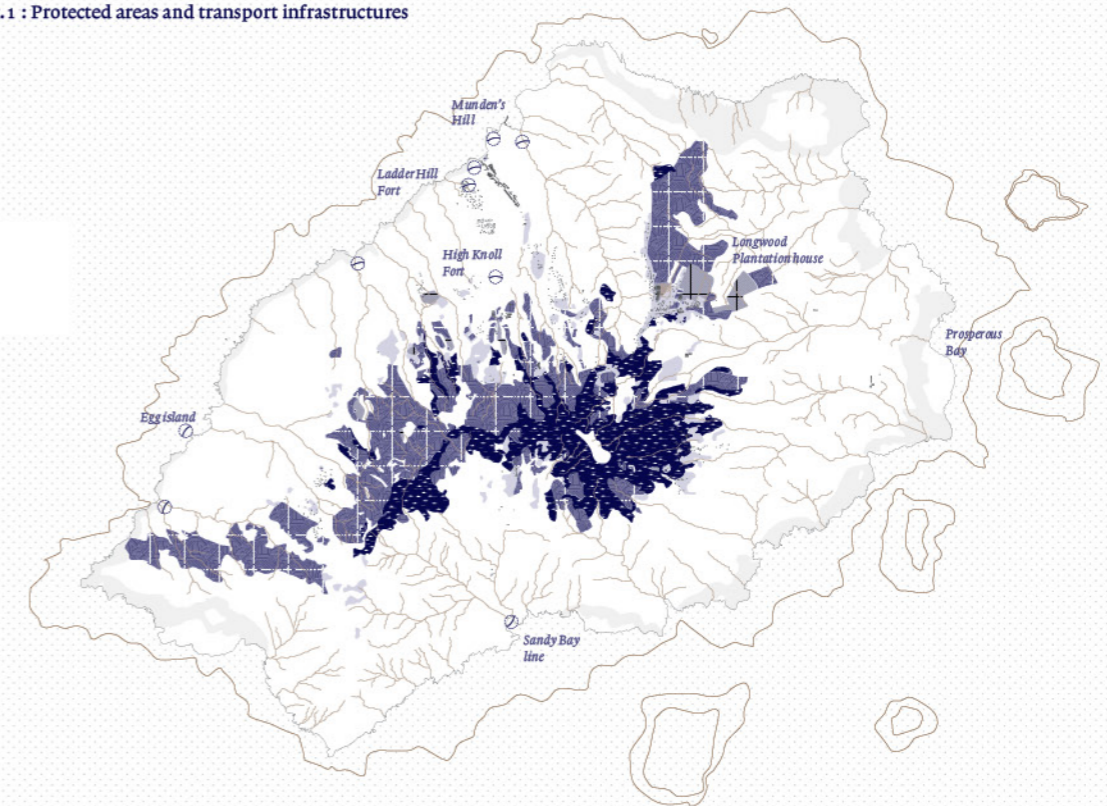 .1 : Protected areas and transport infrastructures
Munden's
Hill
Ladder Hill
Fort
High Knoll
Fort
Longwood
Plantation house
Prosperous
Bay
Egg island
Sandy Bay
line